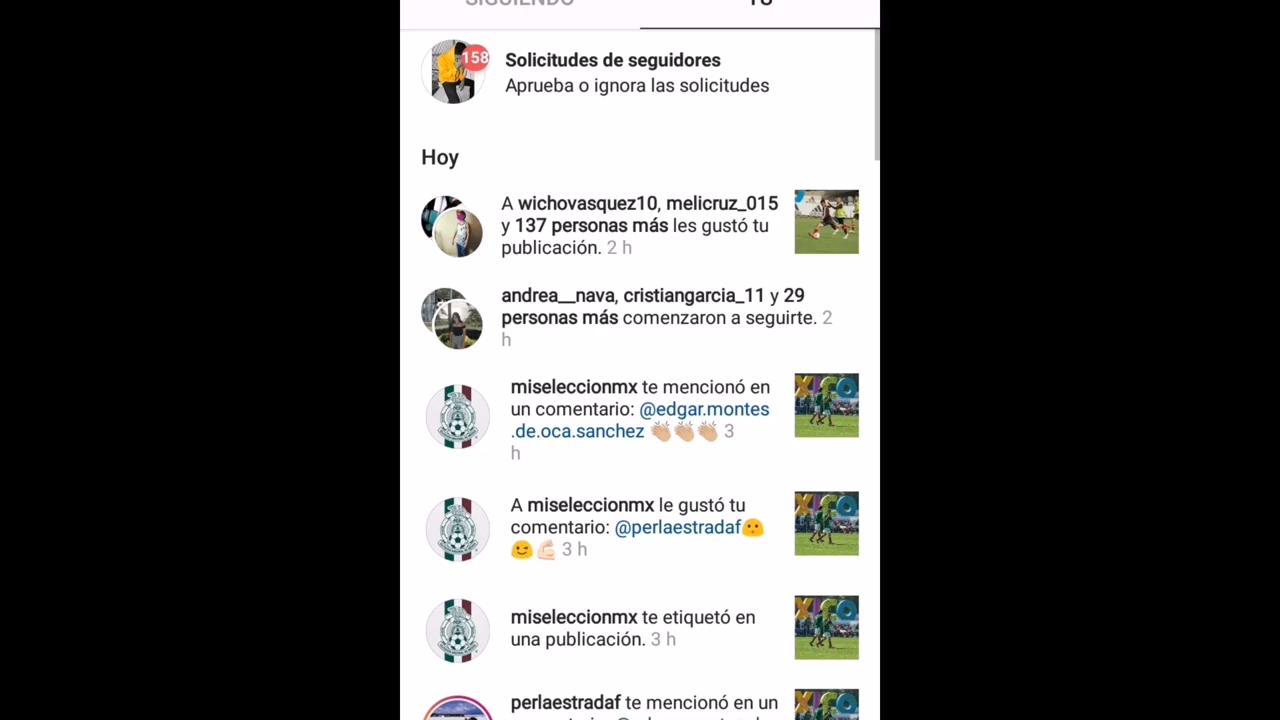 SIGUIENDO
TÚ
158
Solicitudes de seguidores
Aprueba o ignora las solicitudes
Hoy
A wichovasquez10, melicruz_015
y 137 personas más les gustó tu
publicación. 2 h
andrea__nava, cristiangarcia_11 y 29
personas más comenzaron a seguirte. 2
h
miseleccionmx te mencionó en
un comentario: @edgar.montes
.de.oca.sanchez 👏🏼👏🏼👏🏼 3
h
A miseleccionmx le gustó tu
comentario: @perlaestradaf😗
😉💪🏻 3 h
miseleccionmx te etiquetó en
una publicación. 3 h
perlaestradaf te mencionó en un